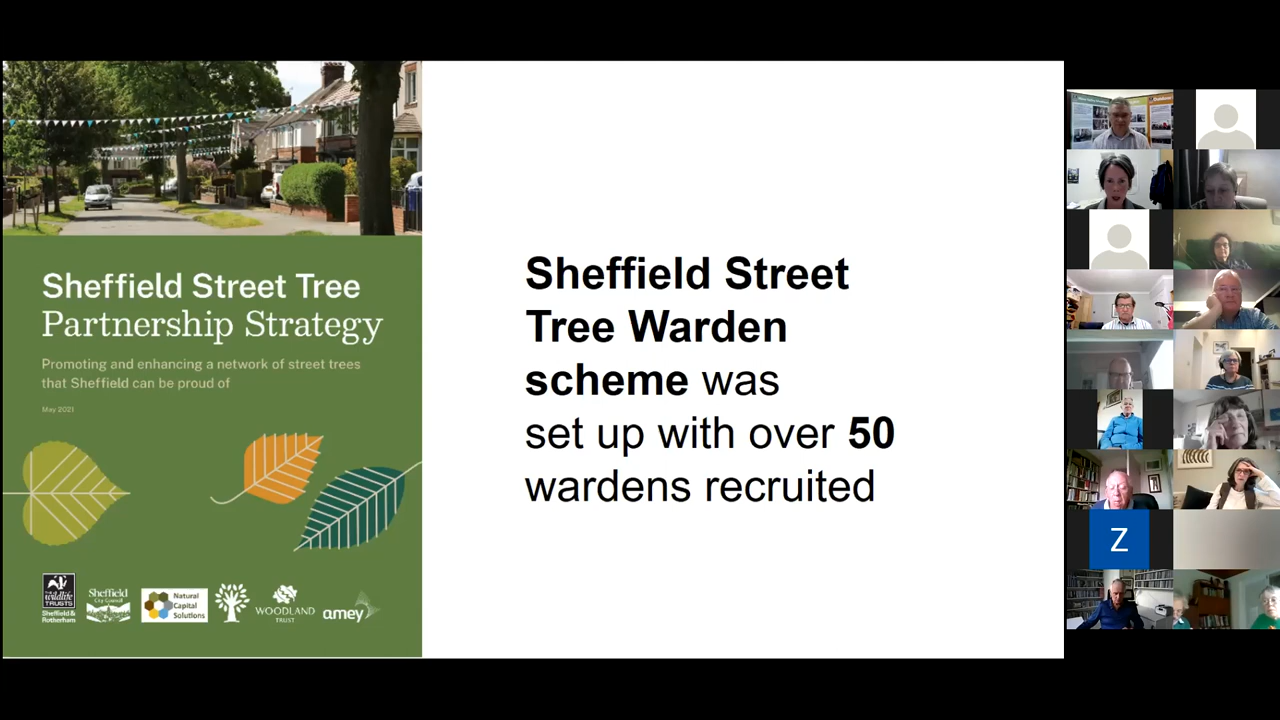 Sheffield Street Tree
Partnership Strategy
Promoting and enhancing a network of street trees
that Sheffield can be proud of
May 2021
wildlife
TRUSTS
Sheffield &
Rotherham
Sheffield
City Council
Natural
Capital
Solutions
WOODLAND
TRUST
amey
Sheffield Street
Tree Warden
scheme was
set up with over 50
wardens recruited
Z